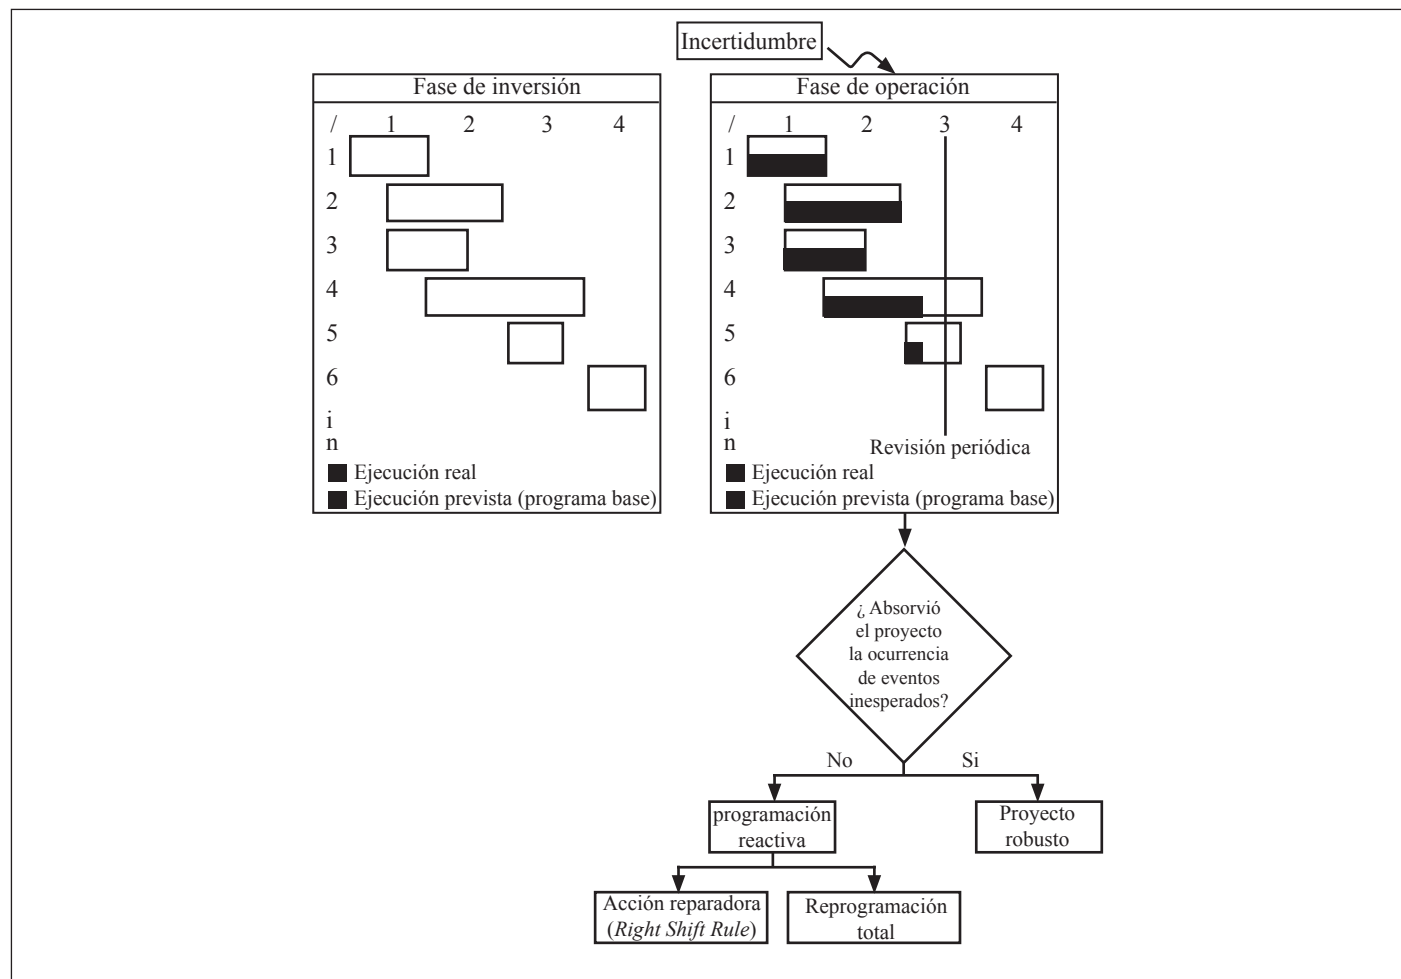 Incertidumbre
Fase de inversión
/ 1 2 3 4
1
2
3
4
5
6
i
n
Ejecución real
Ejecución prevista (programa base)
Fase de operación
/ 1 2 3 4
1
2
3
4
5
6
i
n
Revisión periódica
Ejecución real
Ejecución prevista (programa base)
¿ Absorvió
el proyecto
la ocurrencia
de eventos
inesperados?
No
Si
programación
reactiva
Proyecto
robusto
Acción reparadora
(Right Shift Rule)
Reprogramación
total